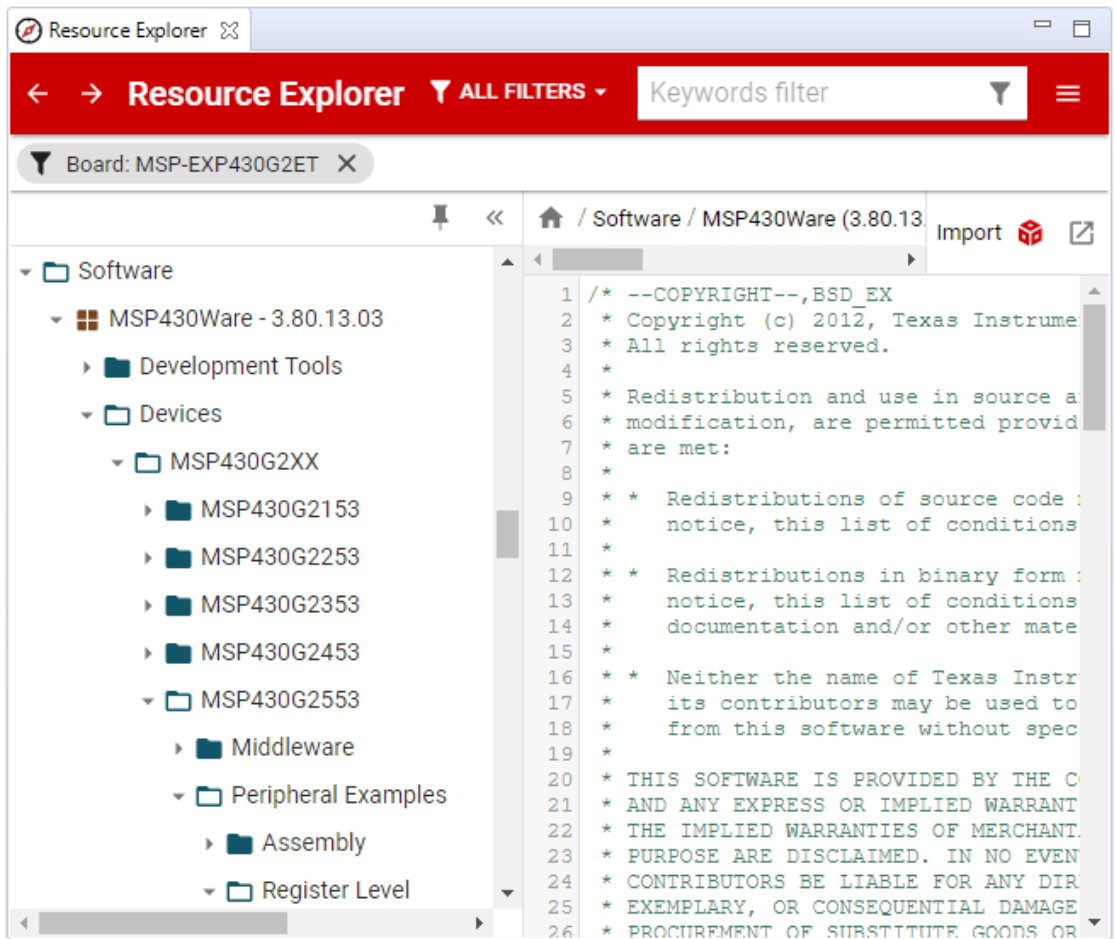 Resource Explorer
Resource Explorer ALL FILTERS Keywords filter
Board: MSP-EXP430G2ET
/ Software / MSP430Ware (3.80.13.
Import
Software
MSP430Ware - 3.80.13.03
Development Tools
Devices
MSP430G2XX
MSP430G2153
MSP430G2253
MSP430G2353
MSP430G2453
MSP430G2553
Middleware
Peripheral Examples
Assembly
Register Level
1 /* --COPYRIGHT--,BSD_EX
2 * Copyright (c) 2012, Texas Instrume
3 * All rights reserved.
4 *
5 * Redistribution and use in source a
6 * modification, are permitted provid
7 * are met:
8 *
9 * * Redistributions of source code
10 * notice, this list of conditions
11 *
12 * * Redistributions in binary form
13 * notice, this list of conditions
14 * documentation and/or other mate
15 *
16 * * Neither the name of Texas Instr
17 * its contributors may be used to
18 * from this software without spec
19 *
20 * THIS SOFTWARE IS PROVIDED BY THE C
21 * AND ANY EXPRESS OR IMPLIED WARRANT
22 * THE IMPLIED WARRANTIES OF MERCHANT
23 * PURPOSE ARE DISCLAIMED. IN NO EVEN
24 * CONTRIBUTORS BE LIABLE FOR ANY DIR
25 * EXEMPLARY, OR CONSEQUENTIAL DAMAGE
26 * PROCUREMENT OF SUBSTITUTE GOODS OR